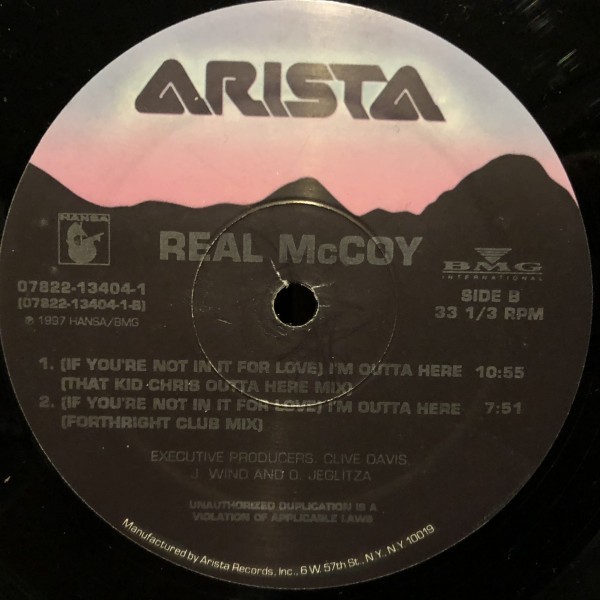 ARISTA
HANSA
REAL McCOY
07822-13404-1
(07822-13404-1-B)
℗ 1997 HANSA/BMG
BMG
INTERNATIONAL
SIDE B
33 1/3 RPM
1. (IF YOU'RE NOT IN IT FOR LOVE) I'M OUTTA HERE 10:55
(THAT KID CHRIS OUTTA HERE MIX)
2. (IF YOU'RE NOT IN IT FOR LOVE) I'M OUTTA HERE 7:51
(FORTHRIGHT CLUB MIX)
EXECUTIVE PRODUCERS: CLIVE DAVIS,
J. WIND AND O. JEGLITZA
UNAUTHORIZED DUPLICATION IS A
VIOLATION OF APPLICABLE LAWS
Manufactured by Arista Records, Inc., 6 W. 57th St., N.Y., N.Y. 10019